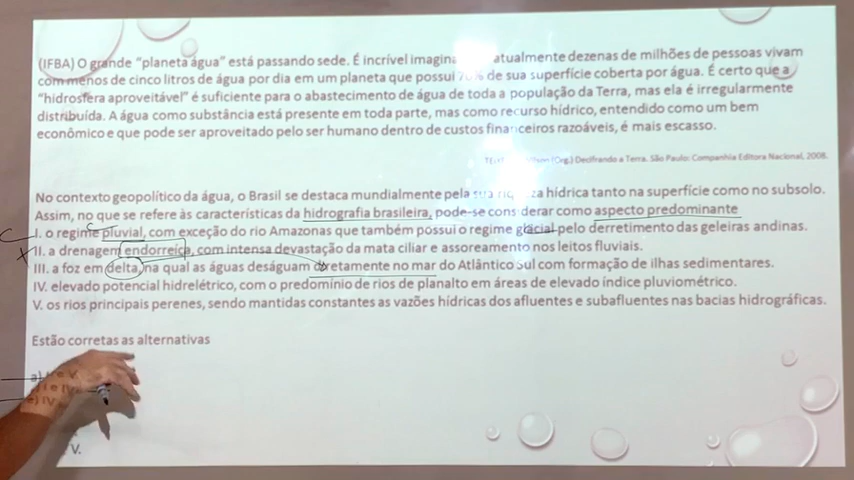 (IFBA) O grande "planeta água" está passando sede. É incrível atualmente dezenas de milhões de pessoas vivam
com menos de cinco litros de água por dia em um planeta que possui de sua superfície coberta por água. É certo que a
"hidrosfera aproveitável" é suficiente para o abastecimento de água de toda a população da Terra, mas ela é irregularmente
distribuída. A água como substância está presente em toda parte, mas como recurso hídrico, entendido como um bem
econômico e que pode ser aproveitado pelo ser humano dentro de custos financeiros razoáveis, é mais escasso.
(Org.) Decifrando a Terra. São Paulo: Companhia Editora Nacional, 2008.
No contexto geopolítico da água, o Brasil se destaca mundialmente pela sua riqueza hídrica tanto na superfície como no subsolo.
Assim, no que se refere às características da hidrografia brasileira, pode-se considerar como aspecto predominante
I. o regime pluvial, com exceção do rio Amazonas que também possui o regime glacial pelo derretimento das geleiras andinas.
II. a drenagem endorreica, com intensa devastação da mata ciliar e assoreamento nos leitos fluviais.
III. a foz em delta, na qual as águas deságuam diretamente no mar do Atlântico Sul com formação de ilhas sedimentares.
IV. elevado potencial hidrelétrico, com o predomínio de rios de planalto em áreas de elevado índice pluviométrico.
V. os rios principais perenes, sendo mantidas constantes as vazões hídricas dos afluentes e subafluentes nas bacias hidrográficas.
Estão corretas as alternativas
a) V.
V.